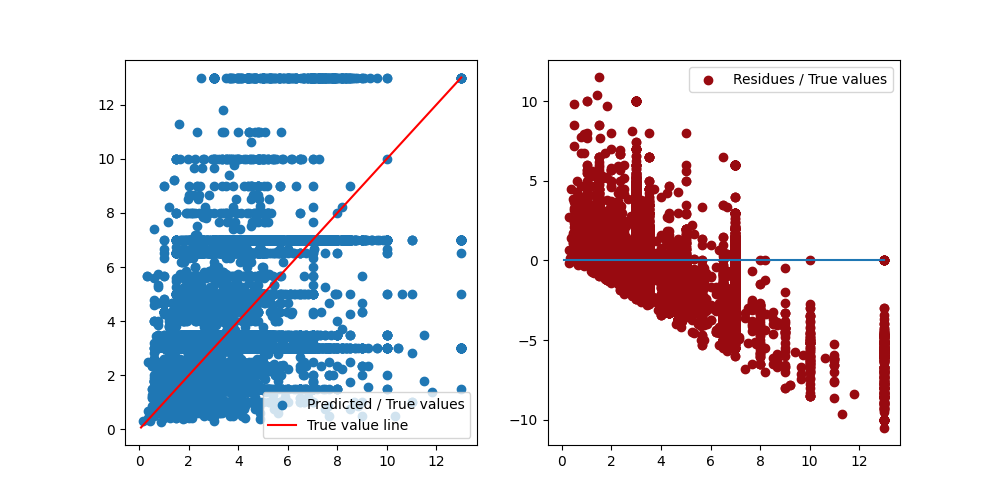 12
10
8
6
4
2
0
0 2 4 6 8 10 12
Predicted / True values
True value line
10
5
0
−5
−10
0 2 4 6 8 10 12
Residues / True values